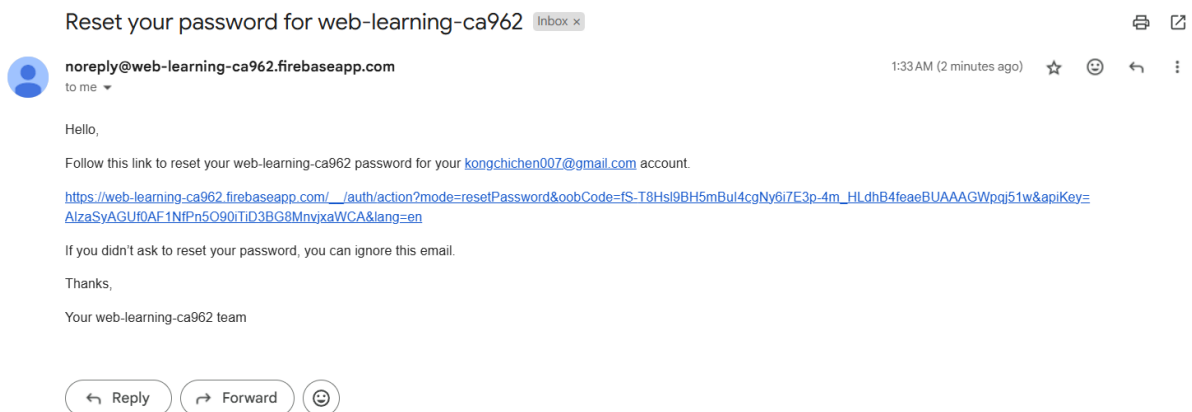 Reset your password for web-learning-ca962 Inbox ×
noreply@web-learning-ca962.firebaseapp.com 1:33 AM (2 minutes ago)
to me
Hello,
Follow this link to reset your web-learning-ca962 password for your kongchichen007@gmail.com account.
https://web-learning-ca962.firebaseapp.com/__/auth/action?mode=resetPassword&oobCode=fS-T8Hsl9BH5mBuI4cgNy6i7E3p-4m_HLdhB4feaeBUAAAGWpqj51w&apiKey=
AIzaSyAGUf0AF1NfPn5O90iTiD3BG8MnvjxaWCA&lang=en
If you didn’t ask to reset your password, you can ignore this email.
Thanks,
Your web-learning-ca962 team
Reply Forward